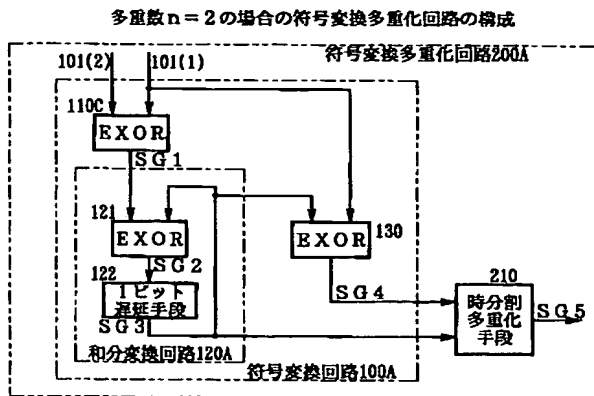 多重数n=2の場合の符号変換多重化回路の構成
符号変換多重化回路200A
101(2)
101(1)
110C
EXOR
SG1
121
EXOR
SG2
122
1ビット
遅延手段
SG3
和分変換回路120A
130
EXOR
SG4
符号変換回路100A
210
時分割
多重化
手段
SG5